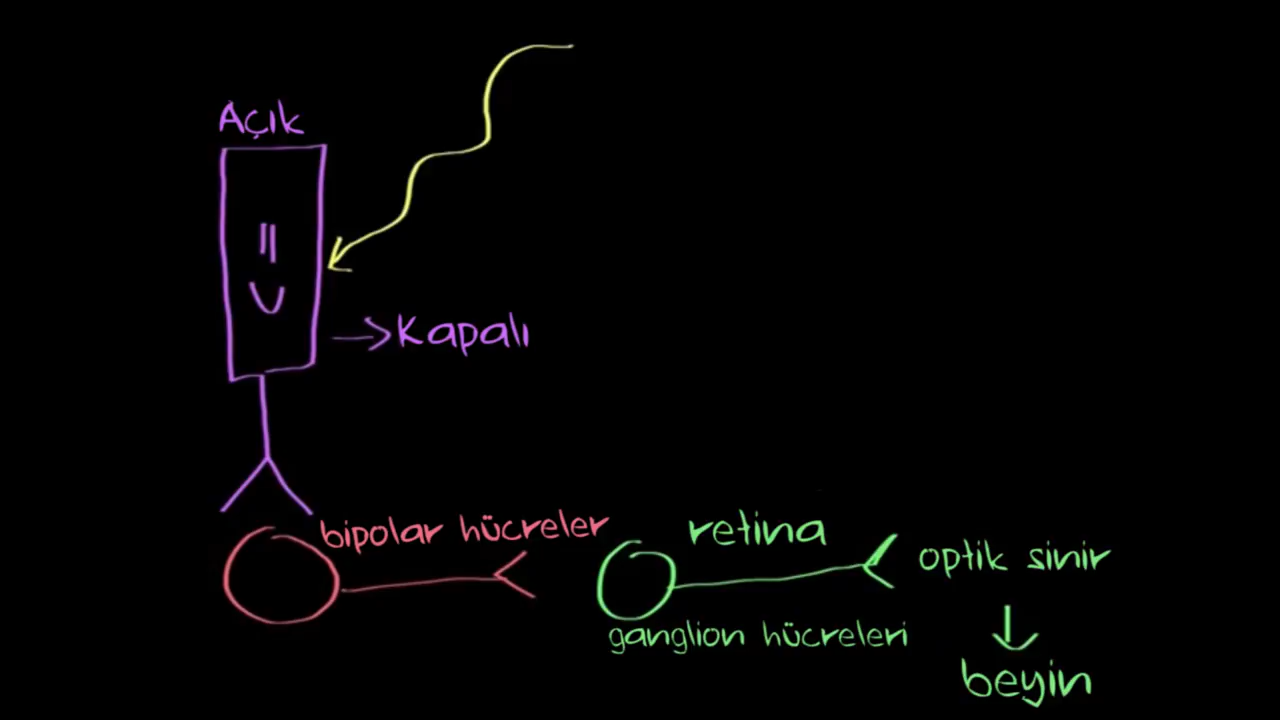 Açık
Kapalı
bipolar hücreler
retina
ganglion hücreleri
optik sinir
beyin